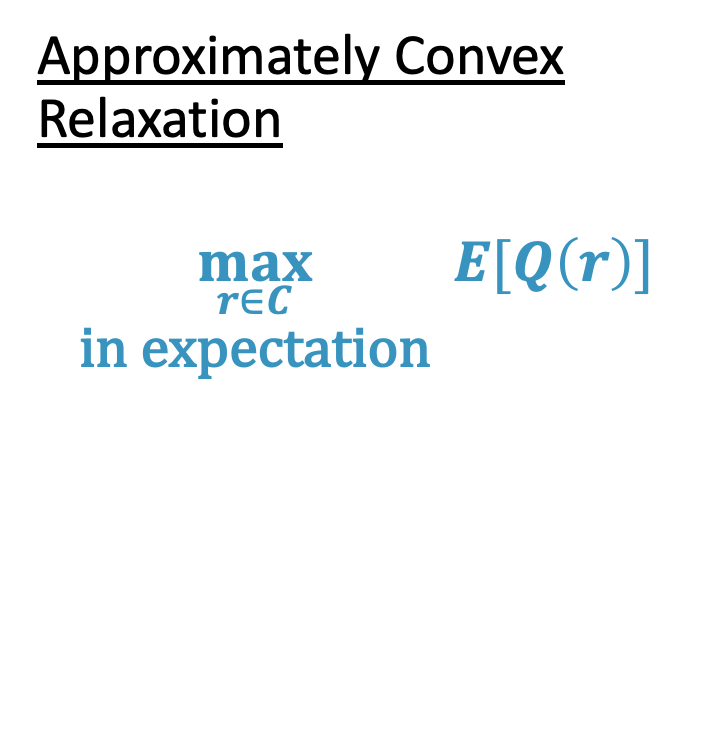 Approximately Convex
Relaxation
max E[Q(r)]
r∈C
in expectation